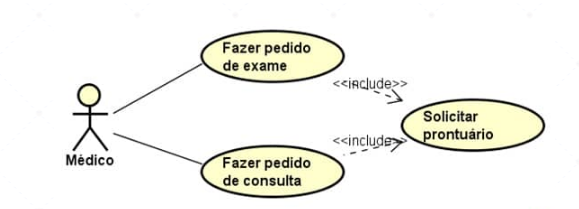 Fazer pedido
de exame
<<include>>
Solicitar
prontuário
<<include>>
Médico
Fazer pedido
de consulta